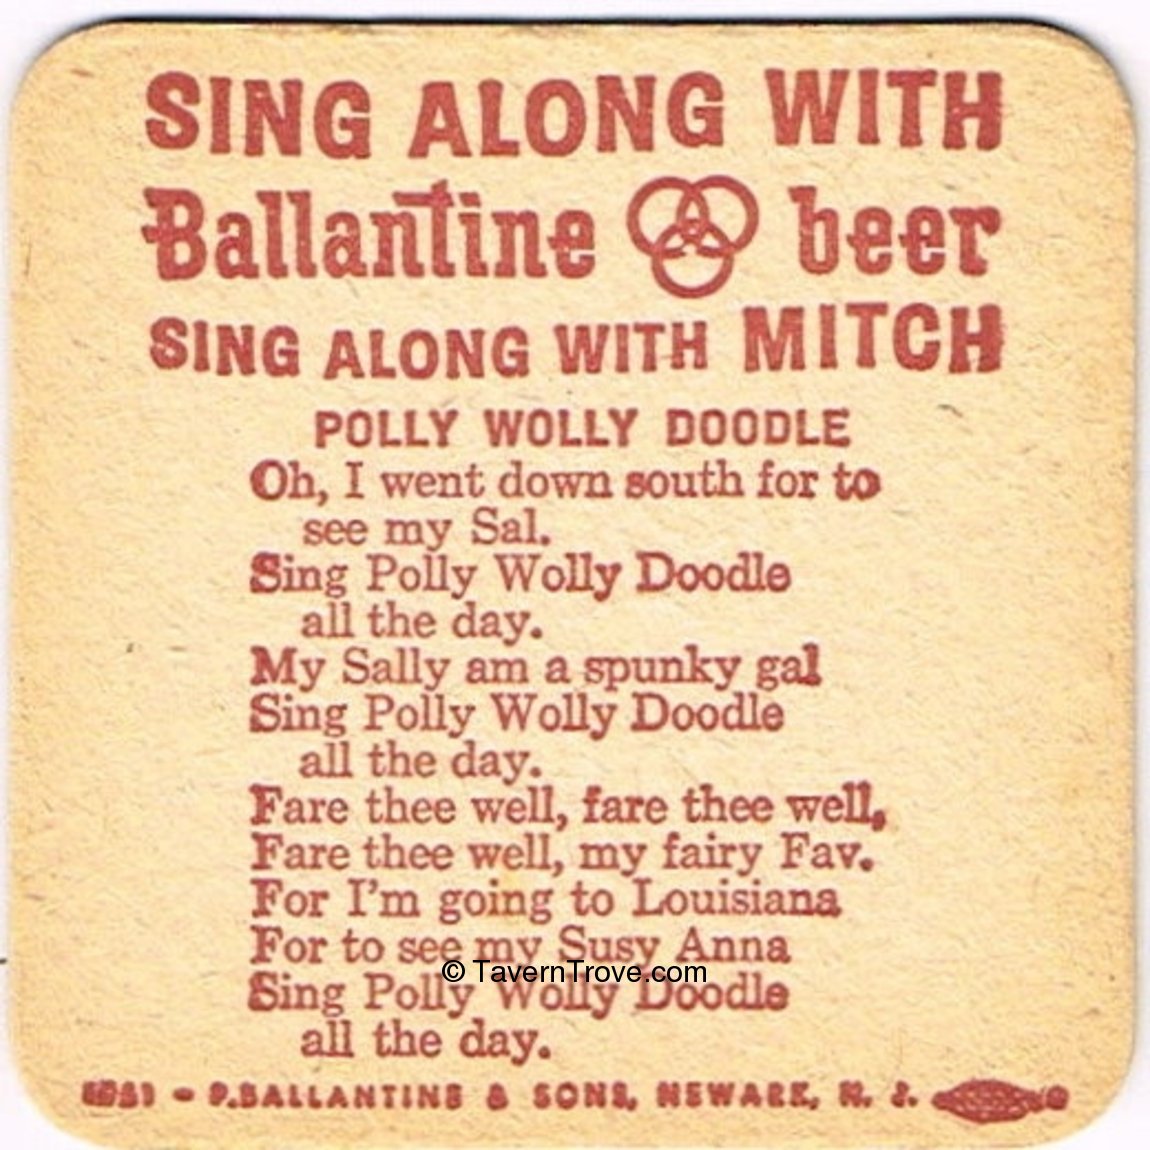 SING ALONG WITH
Ballantine beer
SING ALONG WITH MITCH
POLLY WOLLY DOODLE
Oh, I went down south for to
see my Sal.
Sing Polly Wolly Doodle
all the day.
My Sally am a spunky gal
Sing Polly Wolly Doodle
all the day.
Fare thee well, fare thee well,
Fare thee well, my fairy Fay.
For I'm going to Louisiana
For to see my Susy Anna
© TavernTrove.com
Sing Polly Wolly Doodle
all the day.
- P.BALLANTINE & SONS, NEWARK, N. J.